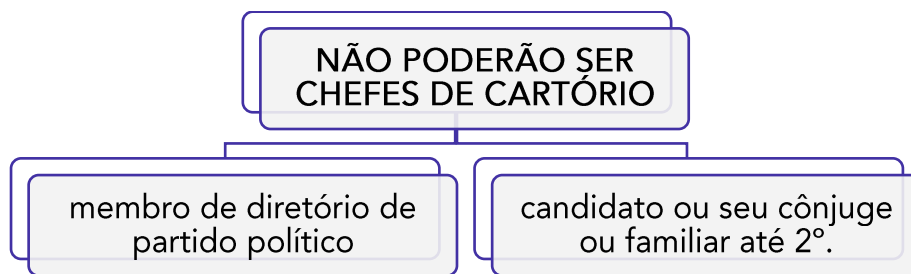 NÃO PODERÃO SER
CHEFES DE CARTÓRIO
membro de diretório de
partido político
candidato ou seu cônjuge
ou familiar até 2º.